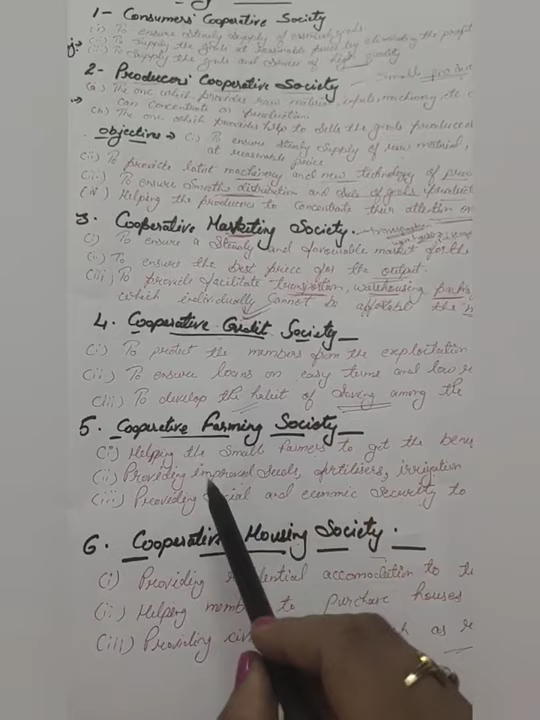 1- Consumers' Cooperative Society
(i) To ensure steady supply of essential goods.
(ii) To supply the goods at reasonable price by eliminating the profit
(iii) To supply the goods and services of high quality
2- Producers' Cooperative Society
(a) The one which provides raw material, inputs, machinery, etc.
can concentrate on production.
(b) The one which provides help to sells the goods produced
Objectives ⇒ (i) To ensure steady supply of raw material,
at reasonable price
(ii) To provide latest machinery and new technology of
(iii) To ensure smooth distribution and sales of goods
(iv) Helping the producers to concentrate their attention on
3. Cooperative Marketing Society.
(i) To ensure a steady and favourable market for the
(ii) To ensure the best price for the output.
(iii) To provide facilitate warehousing
which individually cannot be the
4. Cooperative Credit Society
(i) To protect the members from the exploitation
(ii) To ensure loans on easy terms and low
(iii) To develop the habit of saving among the
5. Cooperative Farming Society
(i) Helping the small farmers to get the
(ii) Providing improved seeds, fertilisers, irrigation
(iii) Providing and economic security to
6. Cooperative Housing Society.
(i) Providing accomodation to
(ii) Helping to purchase houses
(iii) Providing as